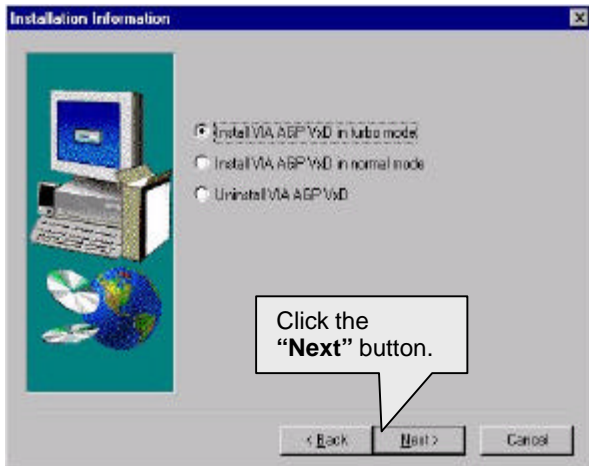 Installation Information
Install VIA AGP VxD in turbo mode
Install VIA AGP VxD in normal mode
Uninstall VIA AGP VxD
Click the
“Next” button.
< Back
Next >
Cancel